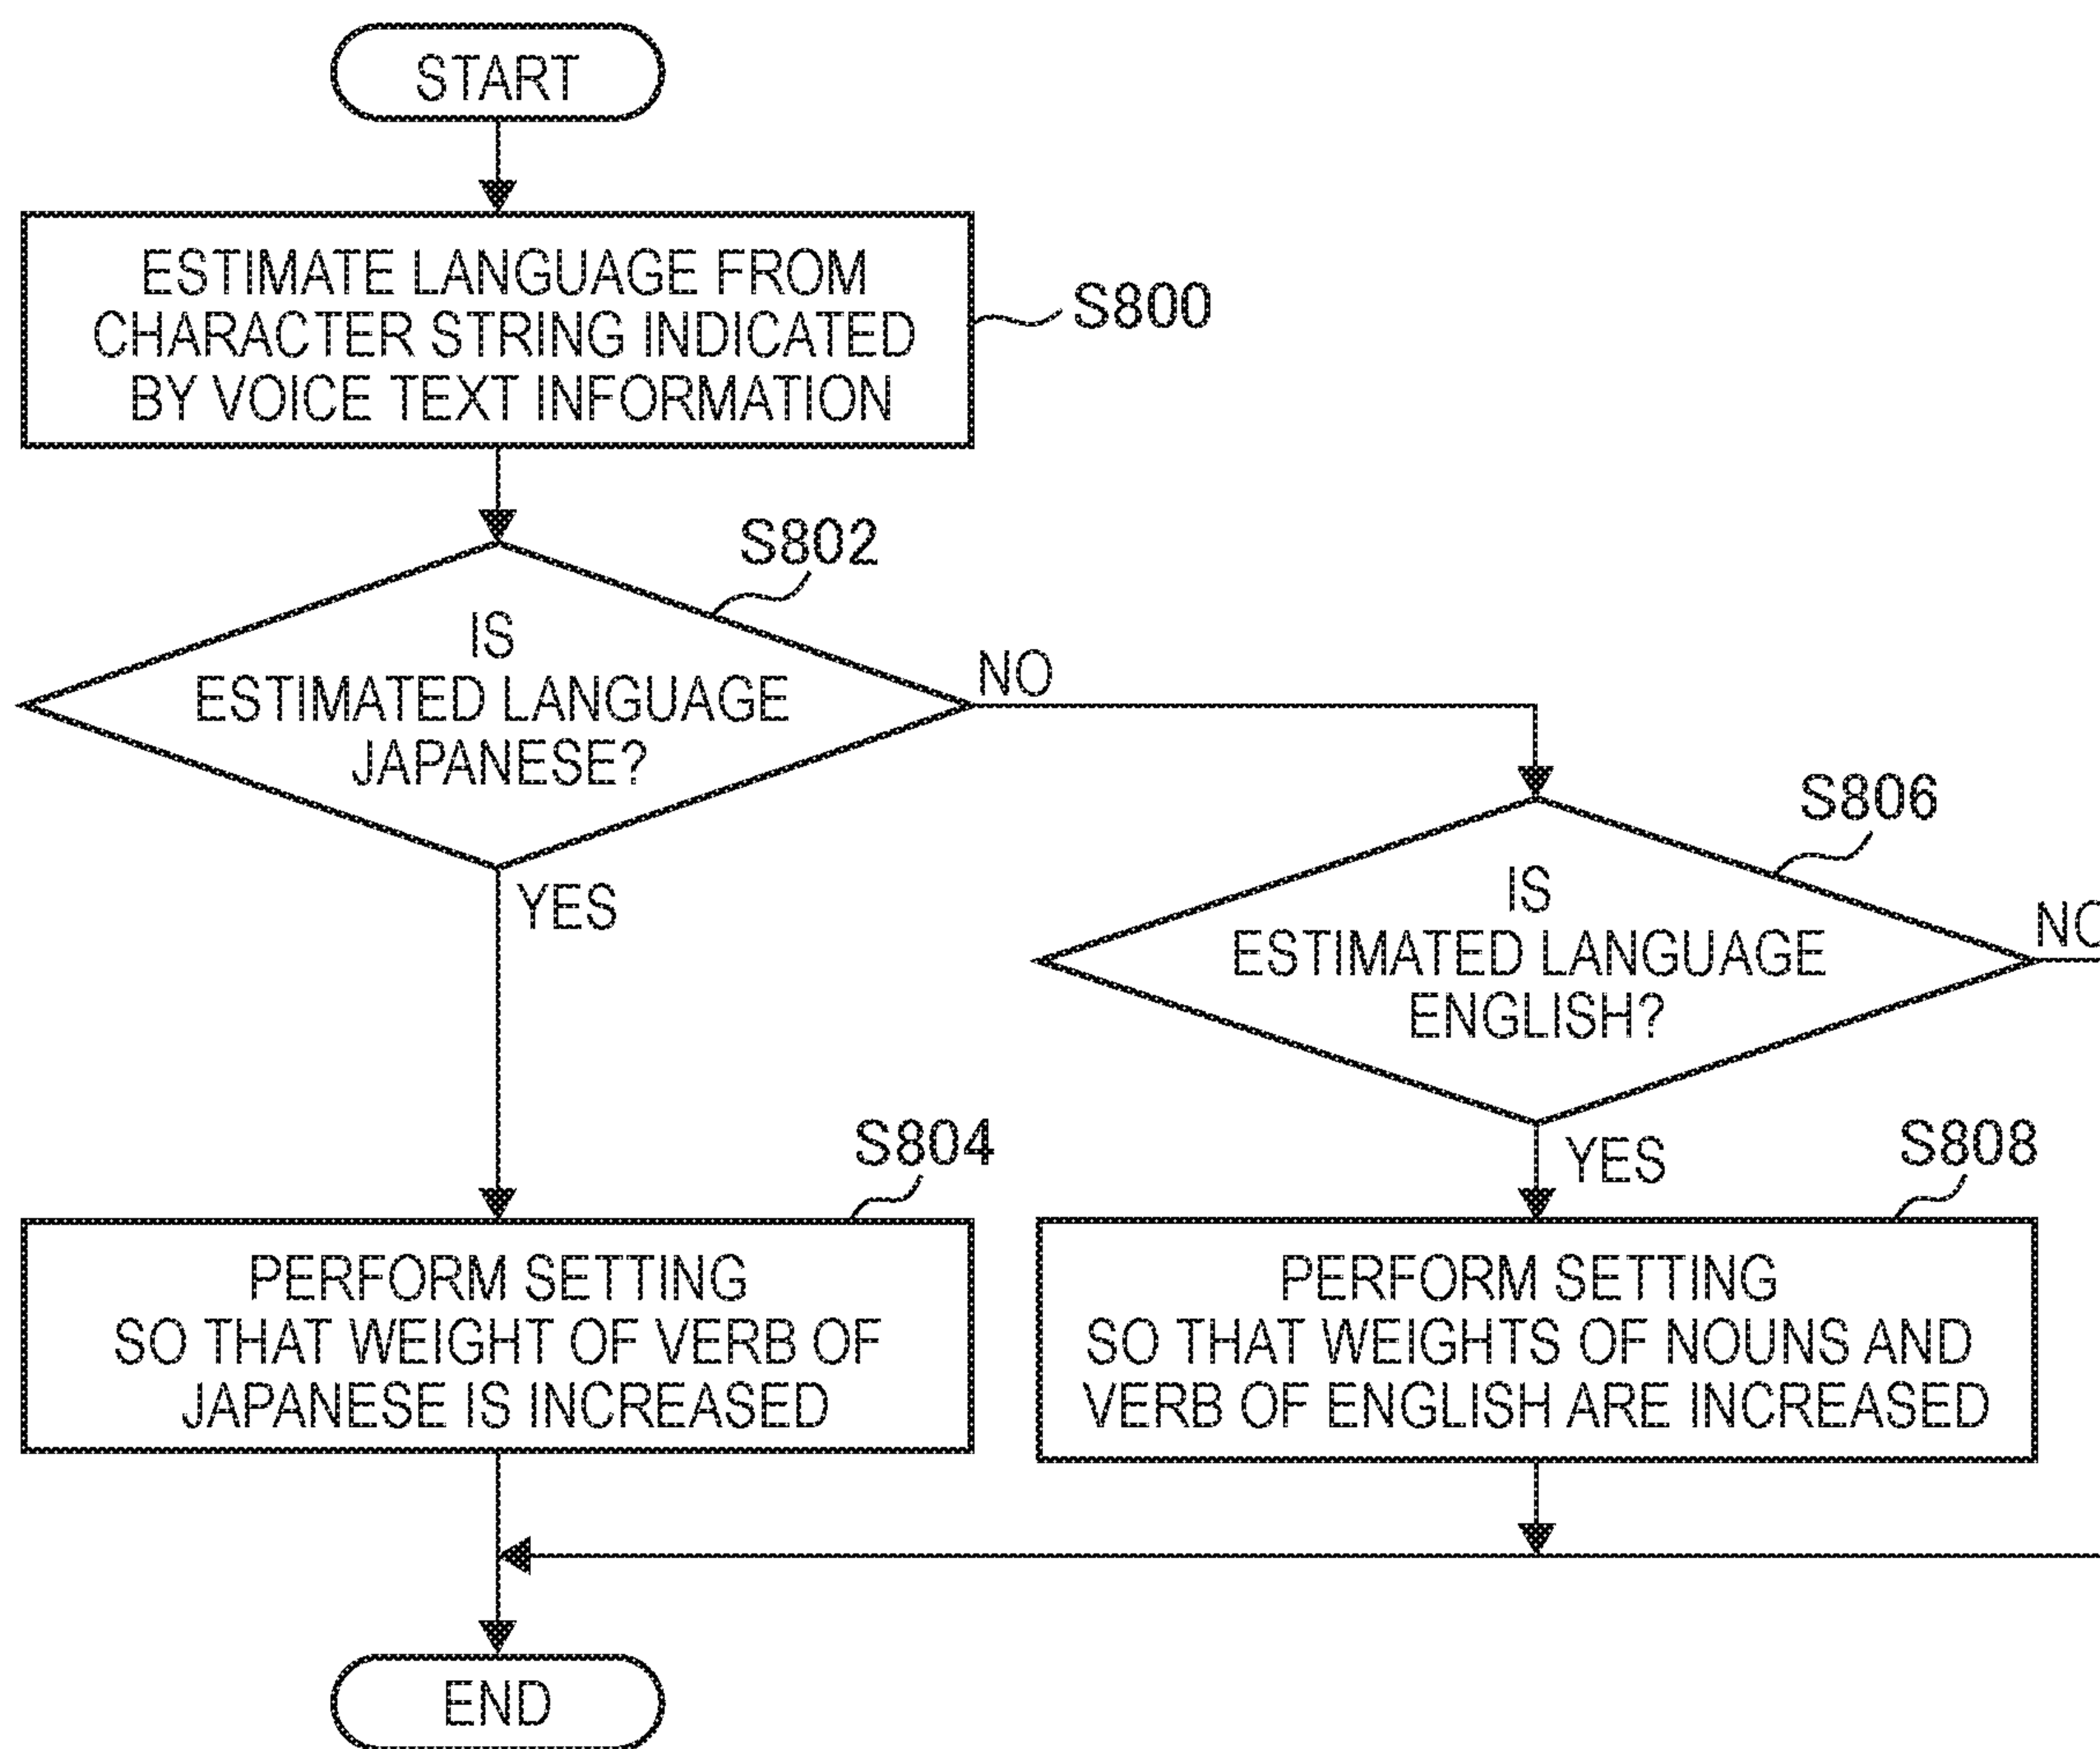 START
ESTIMATE LANGUAGE FROM
CHARACTER STRING INDICATED
BY VOICE TEXT INFORMATION
S800
S802
IS
ESTIMATED LANGUAGE
JAPANESE?
NO
YES
S806
IS
ESTIMATED LANGUAGE
ENGLISH?
NO
YES
S804
PERFORM SETTING
SO THAT WEIGHT OF VERB OF
JAPANESE IS INCREASED
S808
PERFORM SETTING
SO THAT WEIGHTS OF NOUNS AND
VERB OF ENGLISH ARE INCREASED
END